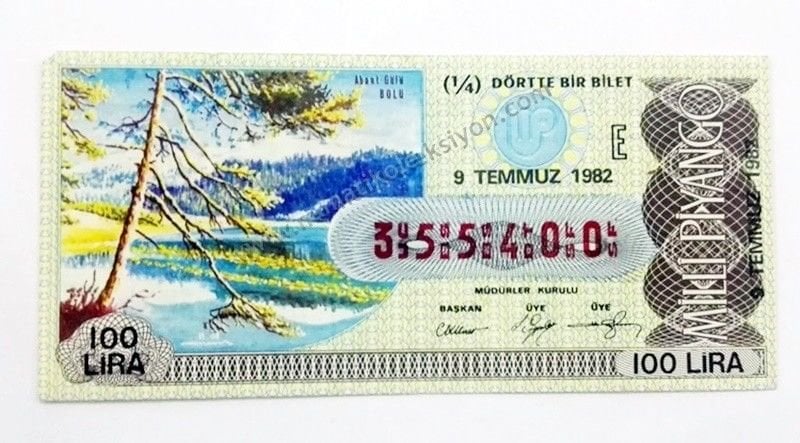 Abant Gölü
BOLU
(1/4) DÖRTTE BİR BİLET
E
9 TEMMUZ 1982
355400
MÜDÜRLER KURULU
BAŞKAN ÜYE ÜYE
100
LİRA
100 LİRA
MİLLİ PİYANGO
9 TEMMUZ 1982